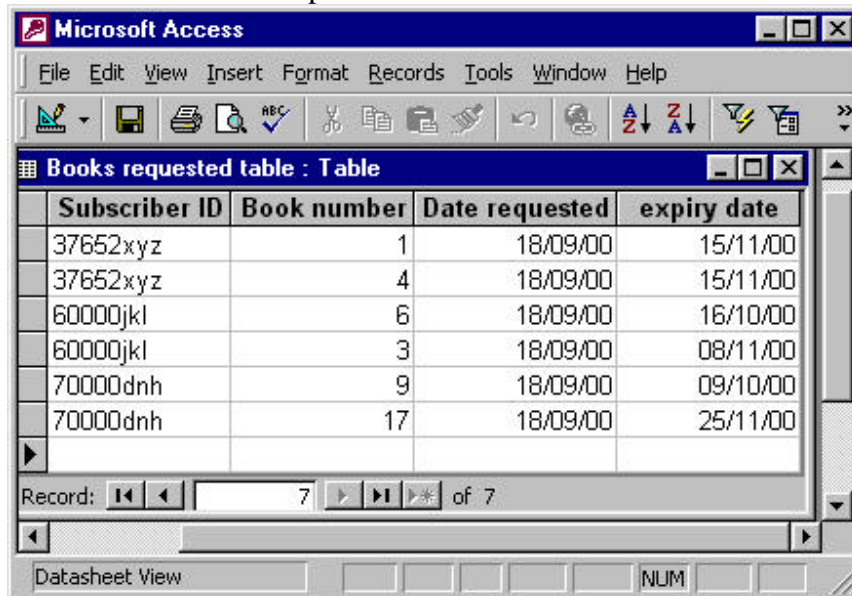 Microsoft Access
File Edit View Insert Format Records Tools Window Help
ABC A Z Z A
Books requested table : Table
Subscriber ID Book number Date requested expiry date
37652xyz 1 18/09/00 15/11/00
37652xyz 4 18/09/00 15/11/00
60000jkl 6 18/09/00 16/10/00
60000jkl 3 18/09/00 08/11/00
70000dnh 9 18/09/00 09/10/00
70000dnh 17 18/09/00 25/11/00
Record: 7 of 7
Datasheet View NUM